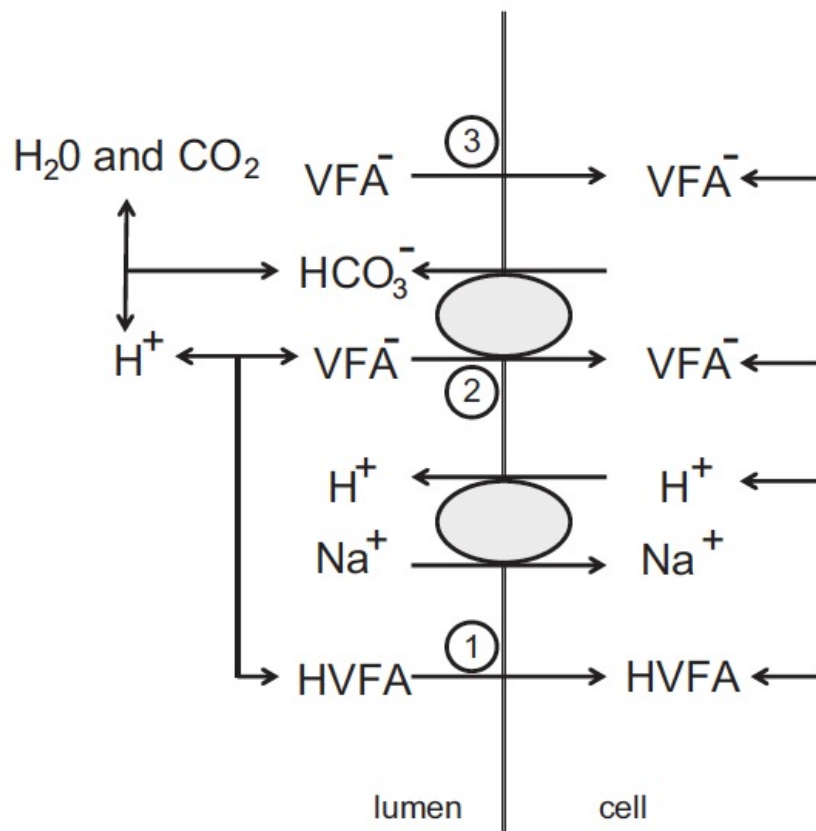 3
H₂0 and CO₂ VFA⁻ VFA⁻
HCO₃⁻
H⁺ VFA⁻ VFA⁻
2
H⁺ H⁺
Na⁺ Na⁺
1
HVFA HVFA
lumen cell